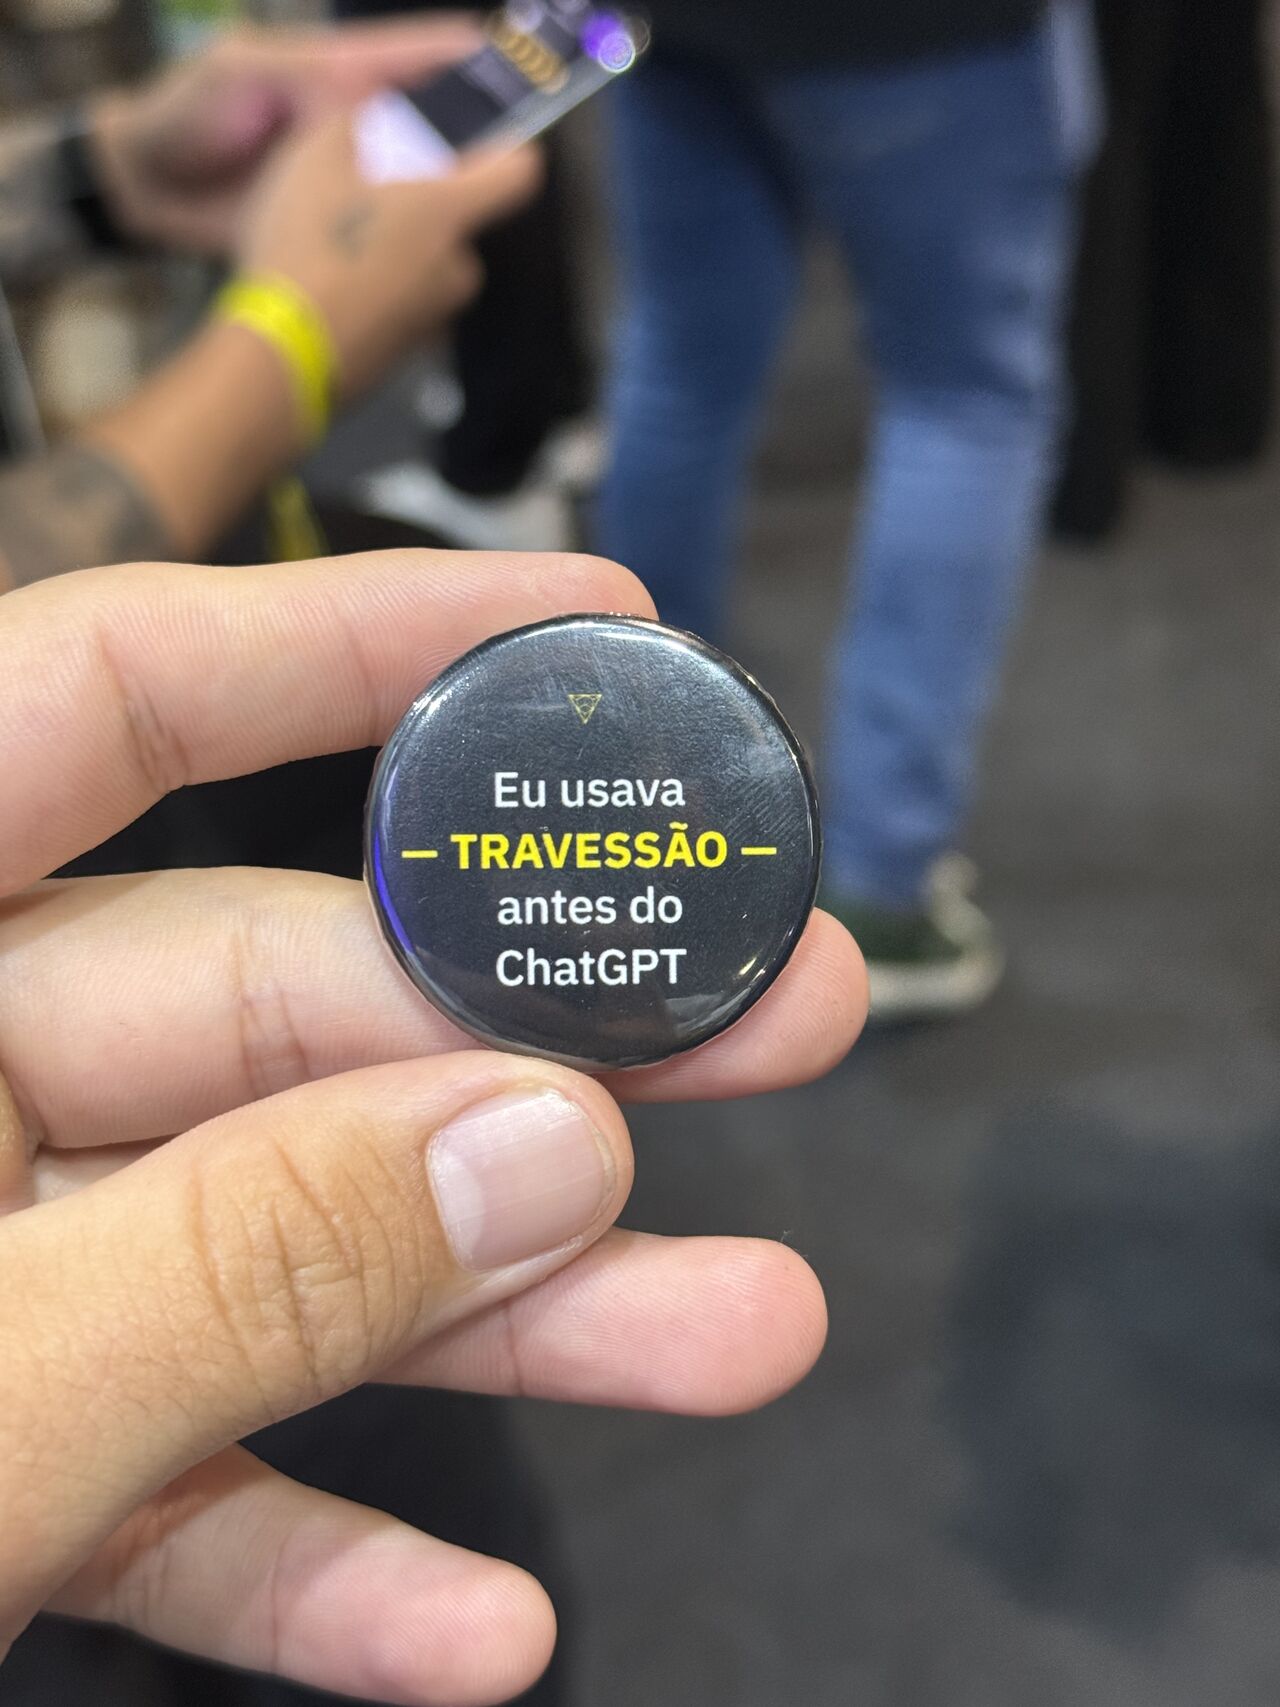 Eu usava
— TRAVESSÃO —
antes do
ChatGPT